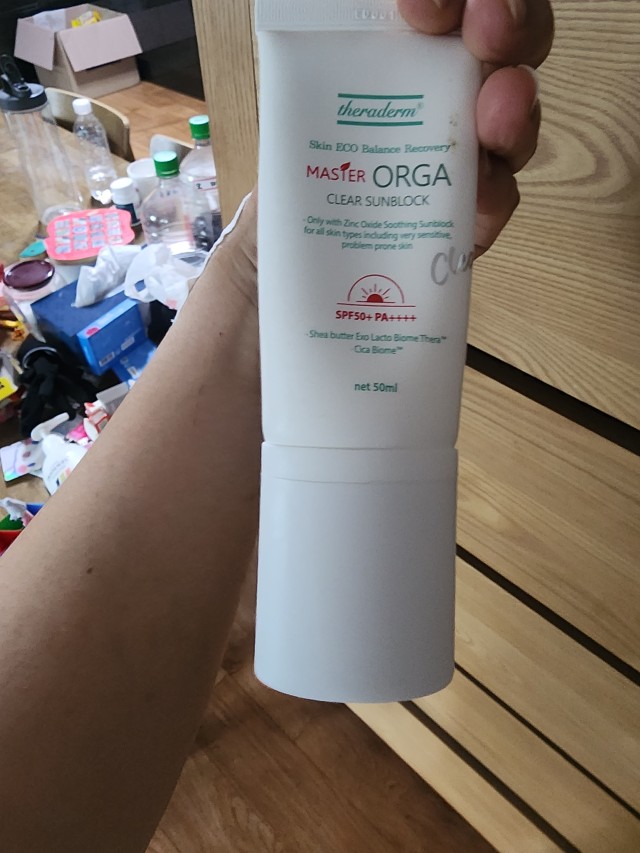 theraderm®
Skin ECO Balance Recovery
MASTER ORGA
CLEAR SUNBLOCK
- Only with Zinc Oxide Soothing Sunblock
for all skin types including very sensitive,
problem prone skin
SPF50+ PA++++
- Shea butter Exo Lacto Biome Thera™
Cica Biome™
net 50ml